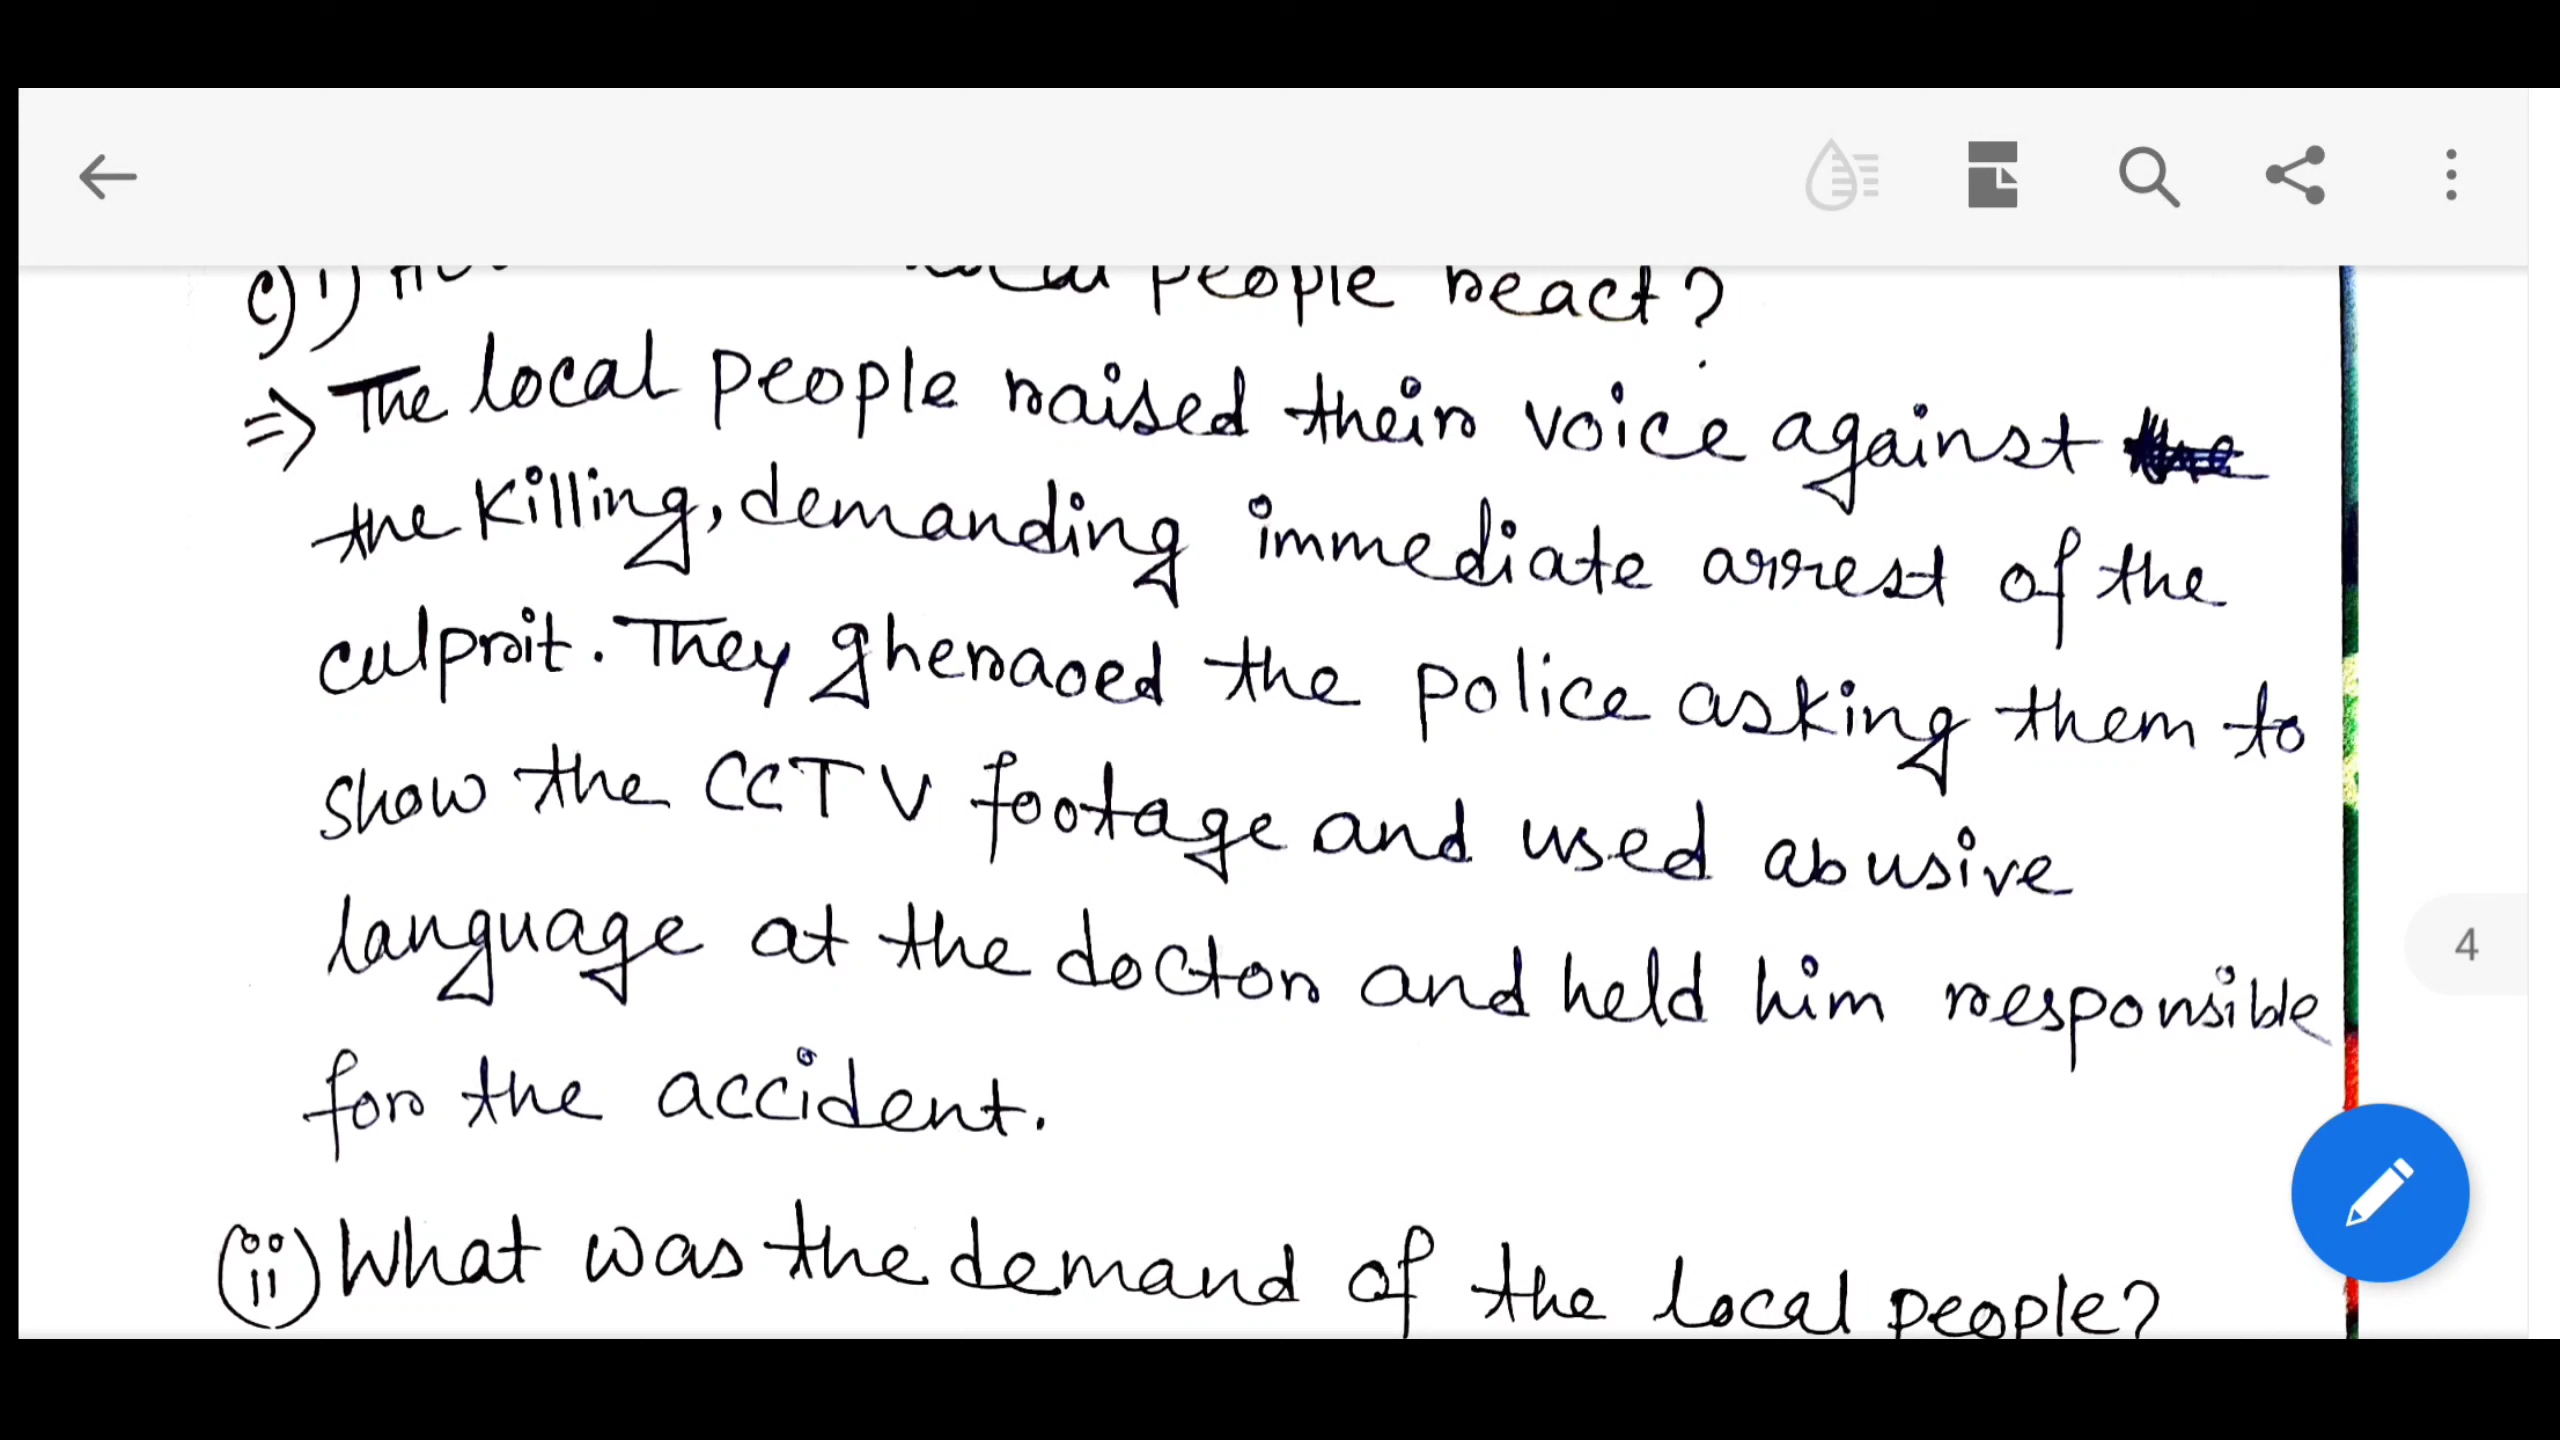 c) i) people react?
⇒ The local people raised their voice against
the killing, demanding immediate arrest of the
culprit. They gheraoed the police asking them to
show the CCTV footage and used abusive
language at the doctor and held him responsible
for the accident.
4
(ii) What was the demand of the local people?